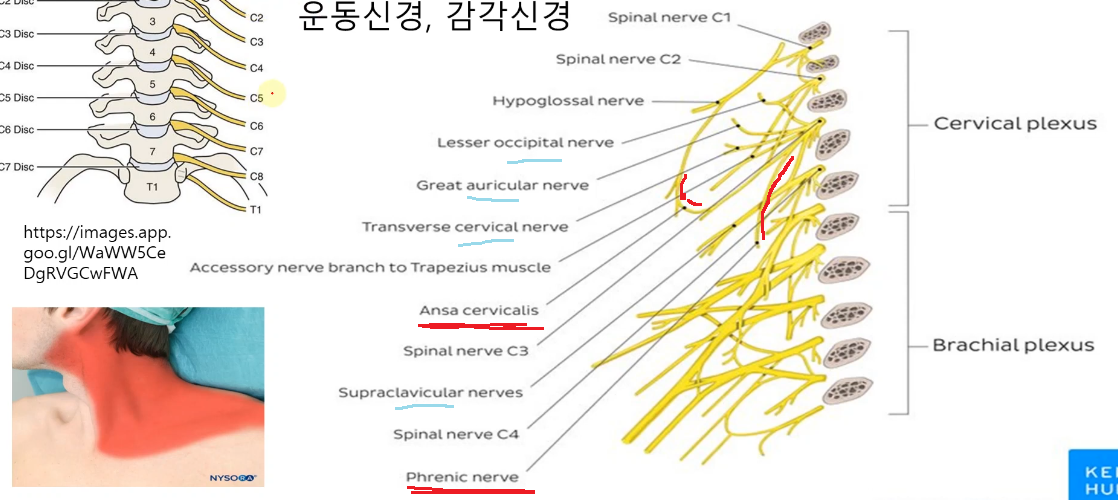 운동신경, 감각신경
C2 Disc
C2
3
C3
C3 Disc
4
C4
C4 Disc
5
C5
C5 Disc
6
C6
C6 Disc
7
C7
C7 Disc
C8
T1
T1
https://images.app.
goo.gl/WaWW5Ce
DgRVGCwFWA
NYSORA
Spinal nerve C1
Spinal nerve C2
Hypoglossal nerve
Lesser occipital nerve
Great auricular nerve
Transverse cervical nerve
Accessory nerve branch to Trapezius muscle
Ansa cervicalis
Spinal nerve C3
Supraclavicular nerves
Spinal nerve C4
Phrenic nerve
Cervical plexus
Brachial plexus